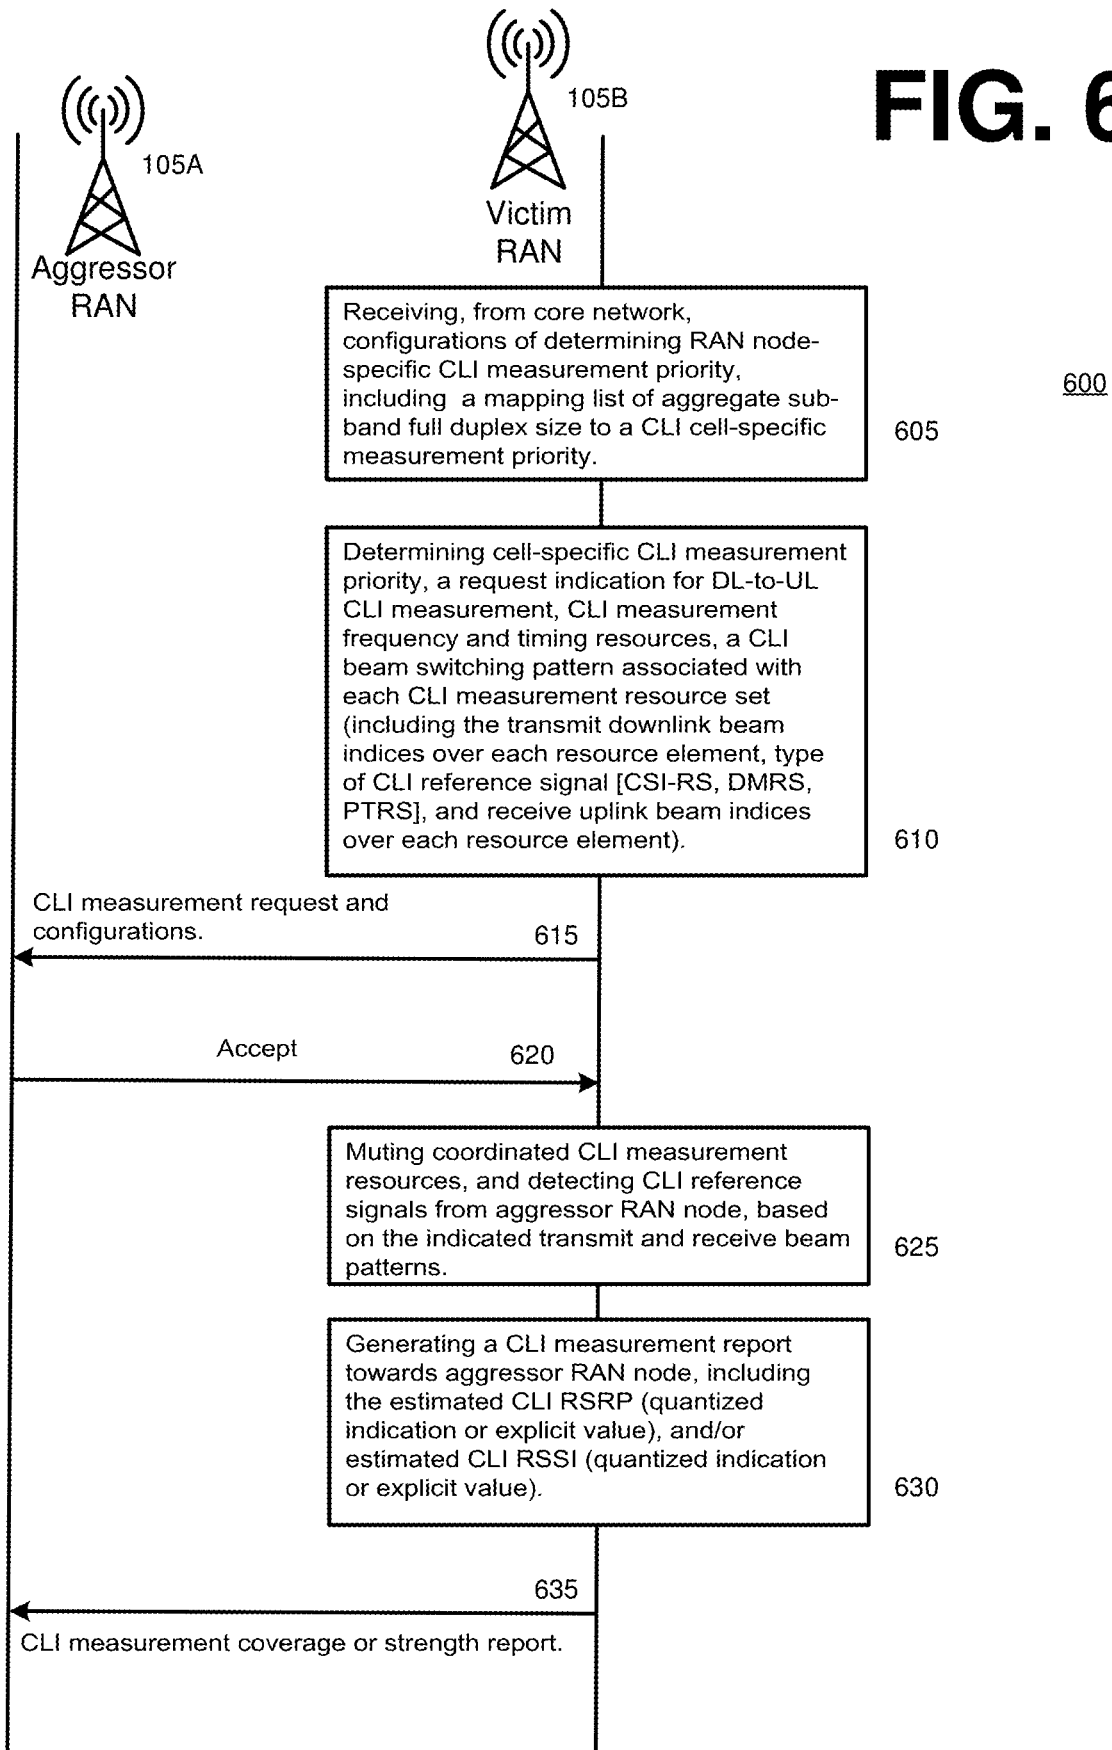 FIG. 6
105B
105A
Victim
RAN
Aggressor
RAN
Receiving, from core network,
configurations of determining RAN node-
specific CLI measurement priority,
including a mapping list of aggregate sub-
band full duplex size to a CLI cell-specific
measurement priority.
600
605
Determining cell-specific CLI measurement
priority, a request indication for DL-to-UL
CLI measurement, CLI measurement
frequency and timing resources, a CLI
beam switching pattern associated with
each CLI measurement resource set
(including the transmit downlink beam
indices over each resource element, type
of CLI reference signal [CSI-RS, DMRS,
PTRS], and receive uplink beam indices
over each resource element).
610
CLI measurement request and
configurations.
615
Accept
620
Muting coordinated CLI measurement
resources, and detecting CLI reference
signals from aggressor RAN node, based
on the indicated transmit and receive beam
patterns.
625
Generating a CLI measurement report
towards aggressor RAN node, including
the estimated CLI RSRP (quantized
indication or explicit value), and/or
estimated CLI RSSI (quantized indication
or explicit value).
630
635
CLI measurement coverage or strength report.